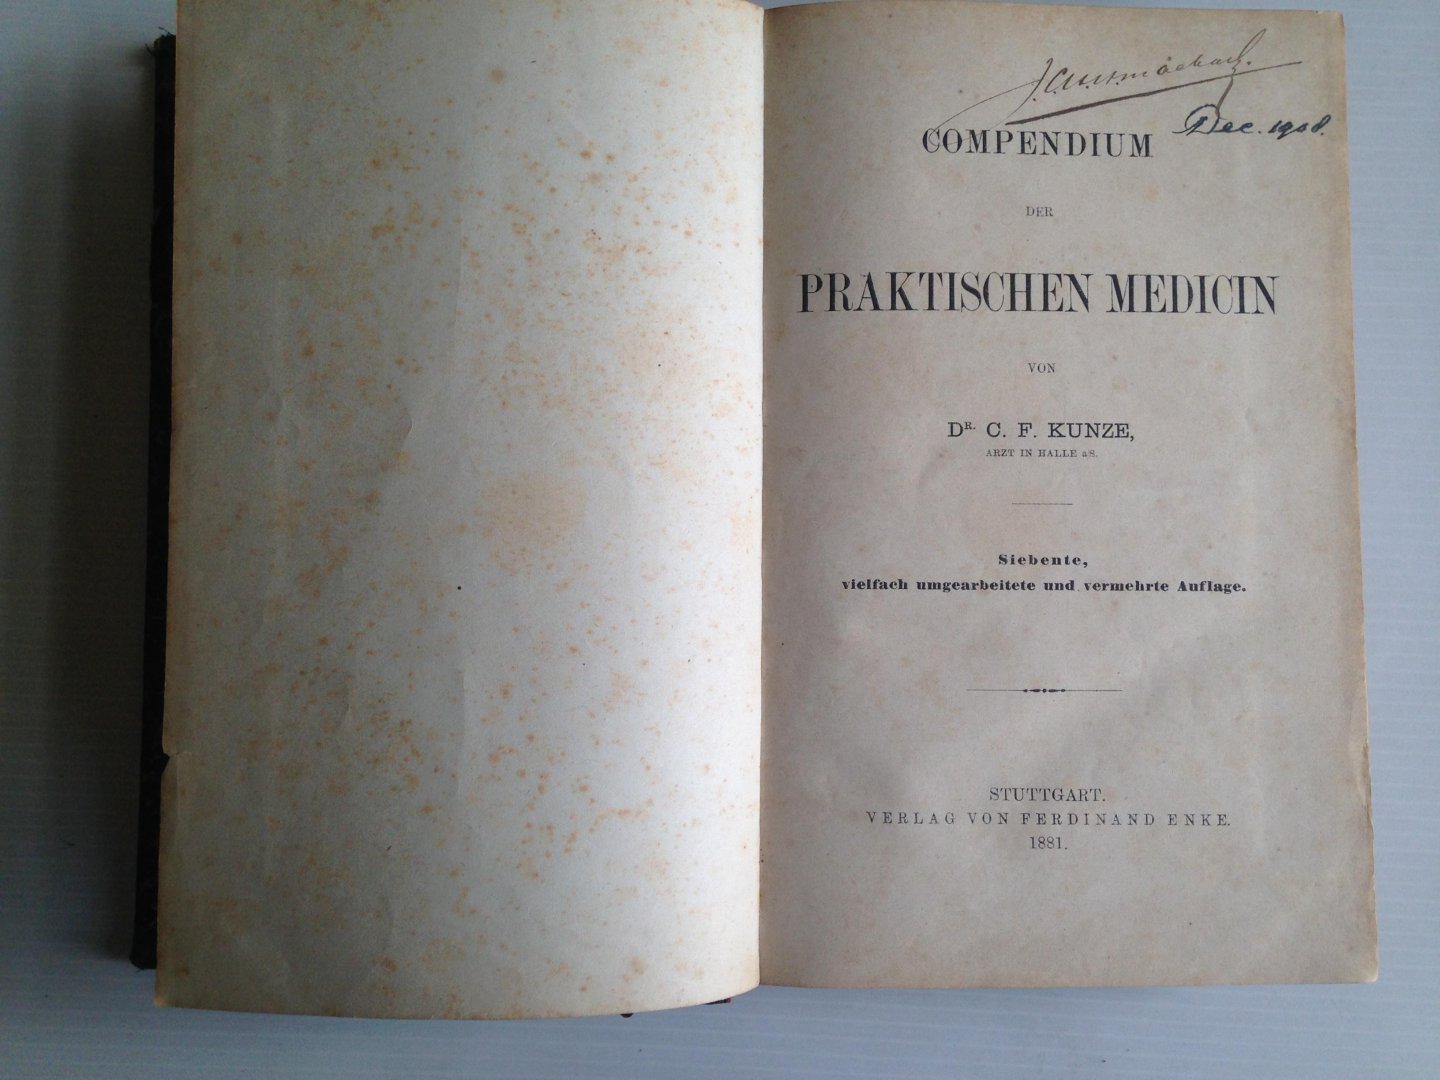 Dec. 1908.
COMPENDIUM
DER
PRAKTISCHEN MEDICIN
VON
DR. C. F. KUNZE,
ARZT IN HALLE a/S.
Siebente,
vielfach umgearbeitete und vermehrte Auflage.
STUTTGART.
VERLAG VON FERDINAND ENKE.
1881.